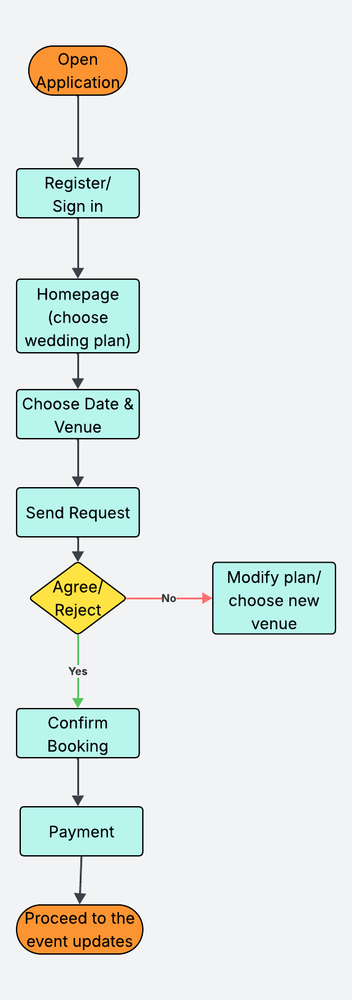 Open
Application
Register/
Sign in
Homepage
(choose
wedding plan)
Choose Date &
Venue
Send Request
Agree/
Reject
No
Modify plan/
choose new
venue
Yes
Confirm
Booking
Payment
Proceed to the
event updates